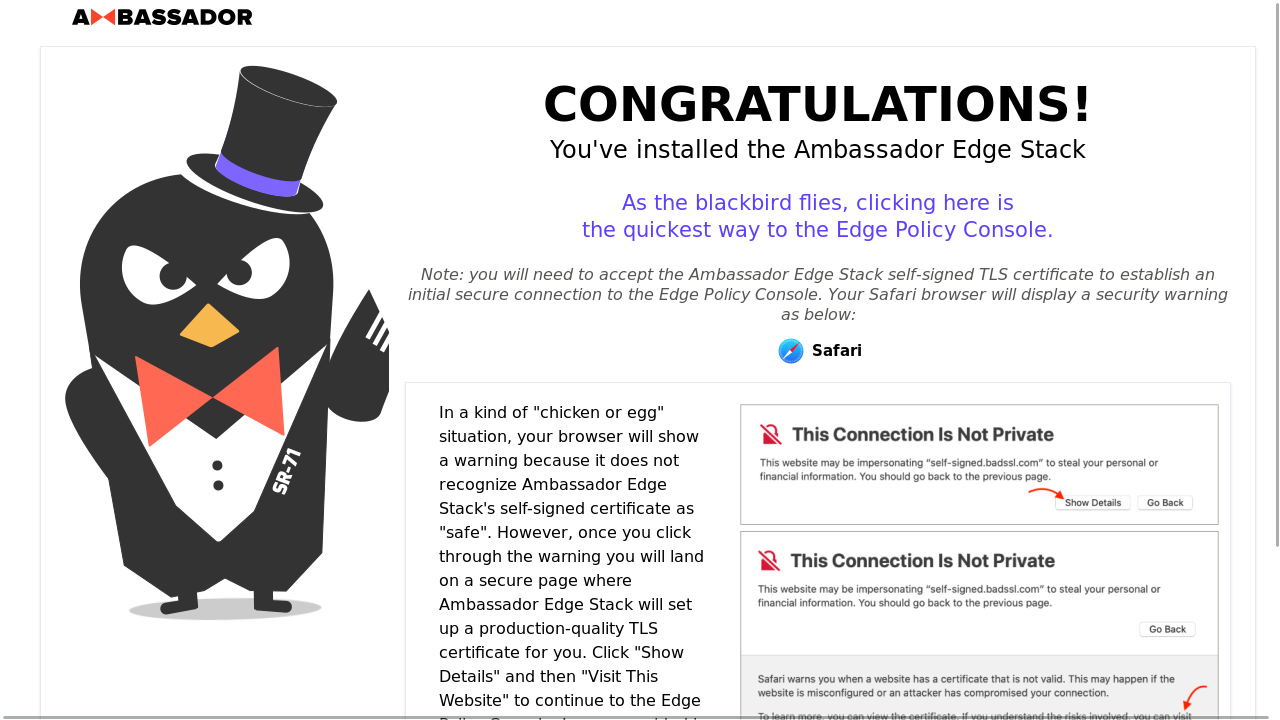 AMBASSADOR
SR-71
CONGRATULATIONS!
You've installed the Ambassador Edge Stack
As the blackbird flies, clicking here is
the quickest way to the Edge Policy Console.
Note: you will need to accept the Ambassador Edge Stack self-signed TLS certificate to establish an
initial secure connection to the Edge Policy Console. Your Safari browser will display a security warning
as below:
Safari
In a kind of "chicken or egg"
situation, your browser will show
a warning because it does not
recognize Ambassador Edge
Stack's self-signed certificate as
"safe". However, once you click
through the warning you will land
on a secure page where
Ambassador Edge Stack will set
up a production-quality TLS
certificate for you. Click "Show
Details" and then "Visit This
Website" to continue to the Edge
This Connection Is Not Private
This website may be impersonating “self-signed.badssl.com” to steal your personal or
financial information. You should go back to the previous page.
Show Details
Go Back
This Connection Is Not Private
This website may be impersonating “self-signed.badssl.com” to steal your personal or
financial information. You should go back to the previous page.
Go Back
Safari warns you when a website has a certificate that is not valid. This may happen if the
website is misconfigured or an attacker has compromised your connection.
To learn more, you can view the certificate. If you understand the risks involved, you can visit